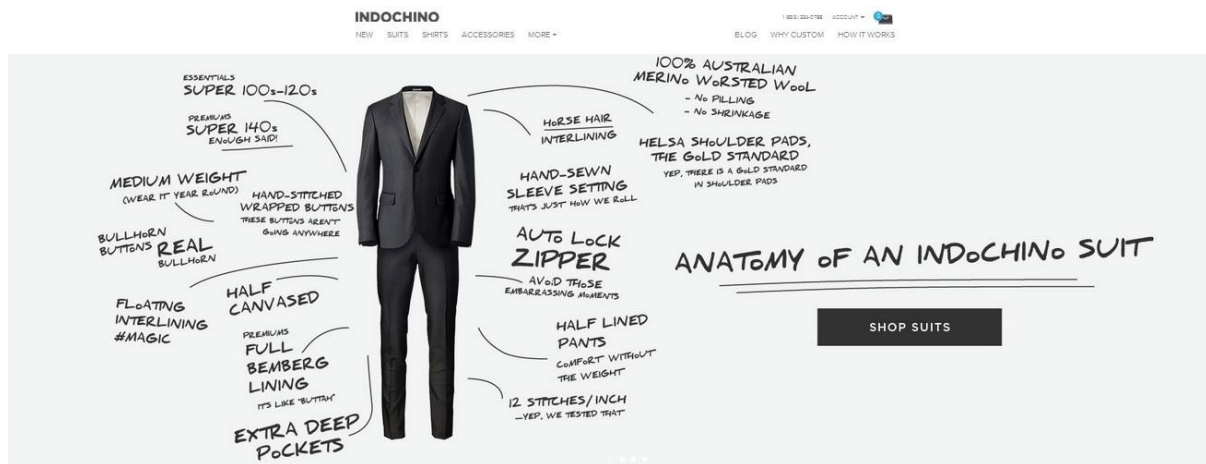 INDOCHINO
ACCOUNT
NEW SUITS SHIRTS ACCESSORIES MORE
BLOG WHY CUSTOM HOW IT WORKS
ESSENTIALS
SUPER 100s-120s
PREMIUMS
SUPER 140s
ENOUGH SAID!
MEDIUM WEIGHT
(WEAR IT YEAR ROUND)
HAND-STITCHED
WRAPPED BUTTONS
THESE BUTTONS AREN'T
GOING ANYWHERE
BULLHORN
BUTTONS REAL
BULLHORN
FLOATING
INTERLINING
#MAGIC
HALF
CANVASED
PREMIUMS
FULL
BEMBERG
LINING
IT'S LIKE "BUTTAH"
EXTRA DEEP
POCKETS
100% AUSTRALIAN
MERINO WORSTED WOOL
- NO PILLING
- NO SHRINKAGE
HORSE HAIR
INTERLINING
HELSA SHOULDER PADS,
THE GOLD STANDARD
YEP, THERE IS A GOLD STANDARD
IN SHOULDER PADS
HAND-SEWN
SLEEVE SETTING
THAT'S JUST HOW WE ROLL
AUTO LOCK
ZIPPER
AVOID THOSE
EMBARRASSING MOMENTS
HALF LINED
PANTS
COMFORT WITHOUT
THE WEIGHT
12 STITCHES/INCH
-YEP, WE TESTED THAT
ANATOMY OF AN INDOCHINO SUIT
SHOP SUITS